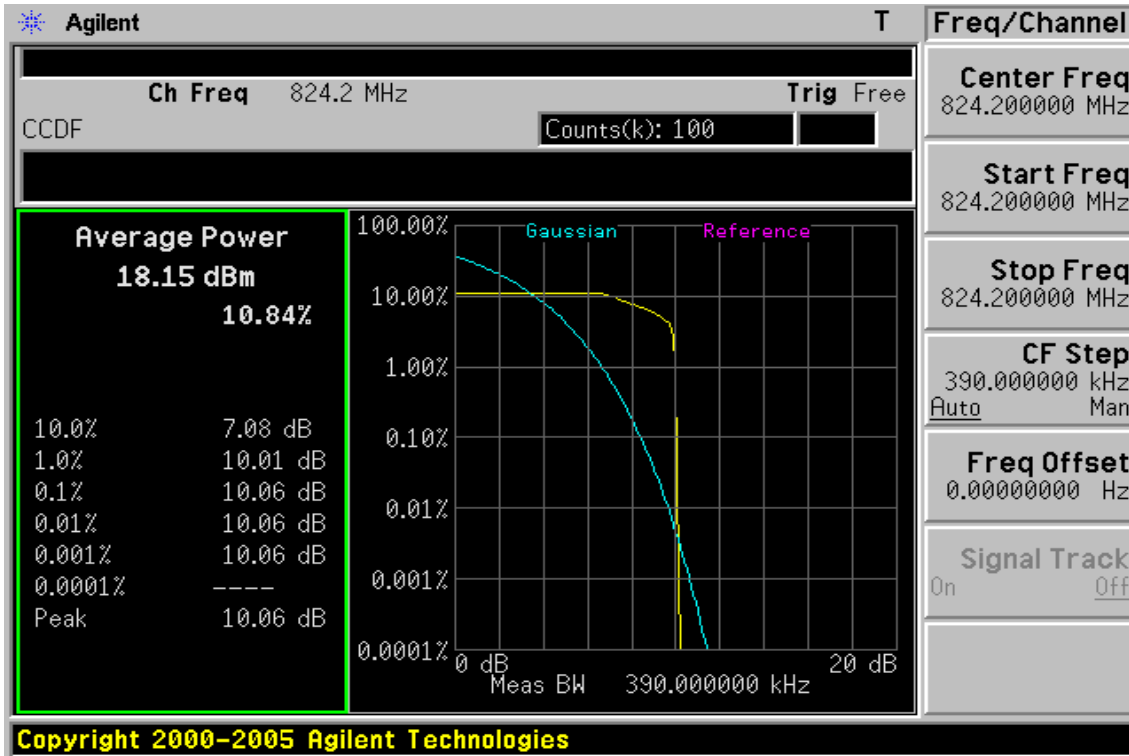 Agilent
T
Ch Freq 824.2 MHz
Trig Free
CCDF
Counts(k): 100
Average Power
18.15 dBm
10.84%
10.0% 7.08 dB
1.0% 10.01 dB
0.1% 10.06 dB
0.01% 10.06 dB
0.001% 10.06 dB
0.0001% ----
Peak 10.06 dB
Gaussian
Reference
100.00%
10.00%
1.00%
0.10%
0.01%
0.001%
0.0001%
0 dB
20 dB
Meas BW 390.000000 kHz
Freq/Channel
Center Freq
824.200000 MHz
Start Freq
824.200000 MHz
Stop Freq
824.200000 MHz
CF Step
390.000000 kHz
Auto Man
Freq Offset
0.00000000 Hz
Signal Track
On Off
Copyright 2000-2005 Agilent Technologies